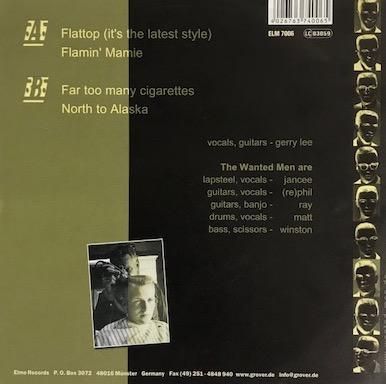 4026763740065
A Flattop (it's the latest style)
Flamin' Mamie
ELM 7006 LC 03059
B Far too many cigarettes
North to Alaska
vocals, guitars - gerry lee
The Wanted Men are
lapsteel, vocals - jancee
guitars, vocals - (re)phil
guitars, banjo - ray
drums, vocals - matt
bass, scissors - winston
Elmo Records P. O. Box 3072 48016 Münster Germany Fax (49) 251 - 4848 940 www.grover.de info@grover.de